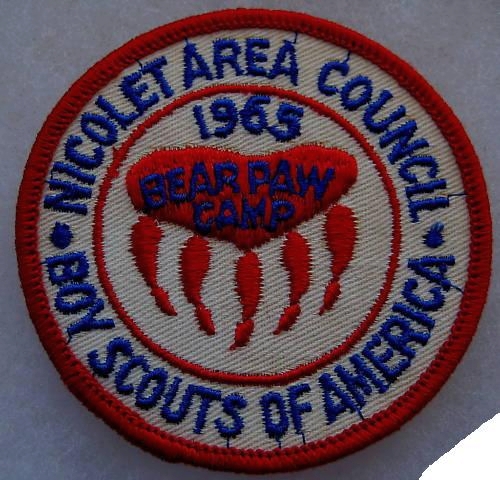 NICOLET AREA COUNCIL
1965
BEAR PAW
CAMP
BOY SCOUTS OF AMERICA